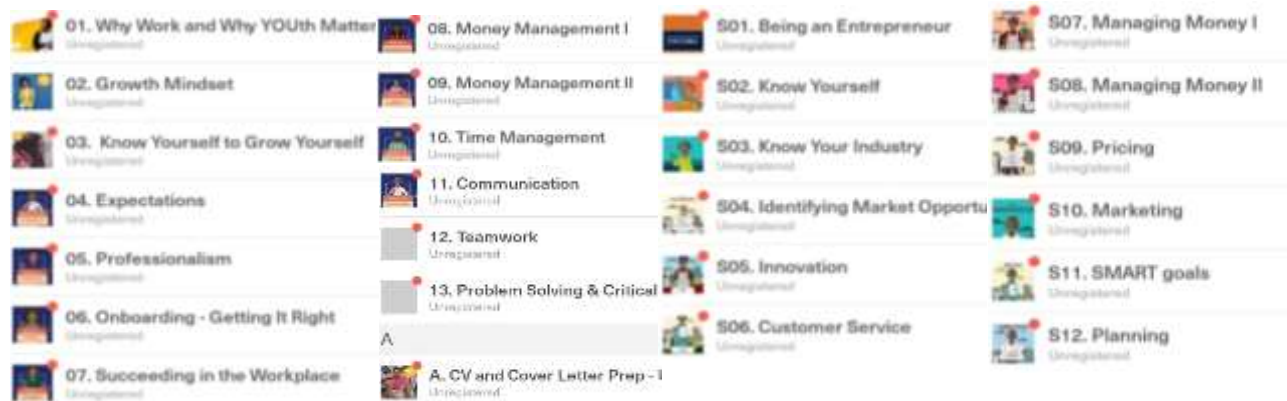 01. Why Work and Why YOUth Matter
Unregistered
02. Growth Mindset
Unregistered
03. Know Yourself to Grow Yourself
Unregistered
04. Expectations
Unregistered
05. Professionalism
Unregistered
06. Onboarding - Getting It Right
Unregistered
07. Succeeding in the Workplace
Unregistered
08. Money Management I
Unregistered
09. Money Management II
Unregistered
10. Time Management
Unregistered
11. Communication
Unregistered
12. Teamwork
Unregistered
13. Problem Solving & Critical
Unregistered
A
A. CV and Cover Letter Prep -
Unregistered
S01. Being an Entrepreneur
Unregistered
S02. Know Yourself
Unregistered
S03. Know Your Industry
Unregistered
S04. Identifying Market Opportu
Unregistered
S05. Innovation
Unregistered
S06. Customer Service
Unregistered
S07. Managing Money I
Unregistered
S08. Managing Money II
Unregistered
S09. Pricing
Unregistered
S10. Marketing
Unregistered
S11. SMART goals
Unregistered
S12. Planning
Unregistered